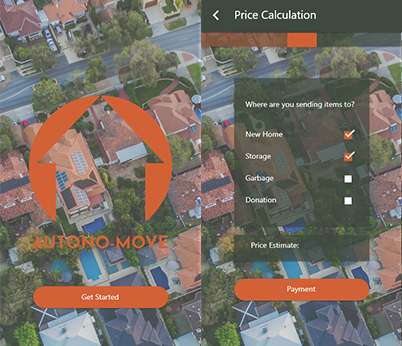 AUTONO-MOVE
Get Started
Price Calculation
Where are you sending items to?
New Home
Storage
Garbage
Donation
Price Estimate:
Payment